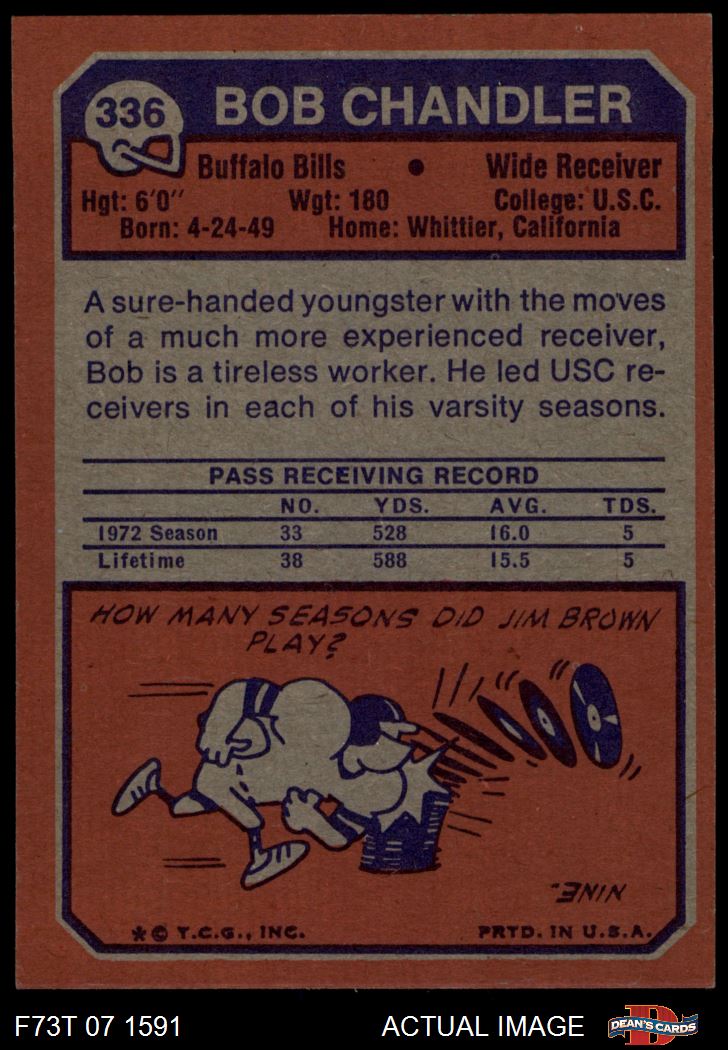 336
BOB CHANDLER
Buffalo Bills • Wide Receiver
Hgt: 6'0" Wgt: 180 College: U.S.C.
Born: 4-24-49 Home: Whittier, California
A sure-handed youngster with the moves
of a much more experienced receiver,
Bob is a tireless worker. He led USC re-
ceivers in each of his varsity seasons.
PASS RECEIVING RECORD
NO. YDS. AVG. TDS.
1972 Season 33 528 16.0 5
Lifetime 38 588 15.5 5
HOW MANY SEASONS DID JIM BROWN
PLAY?
NINE.
*© T.C.G., INC. PRTD. IN U.S.A.
F73T 07 1591 ACTUAL IMAGE
D
DEAN'S CARDS